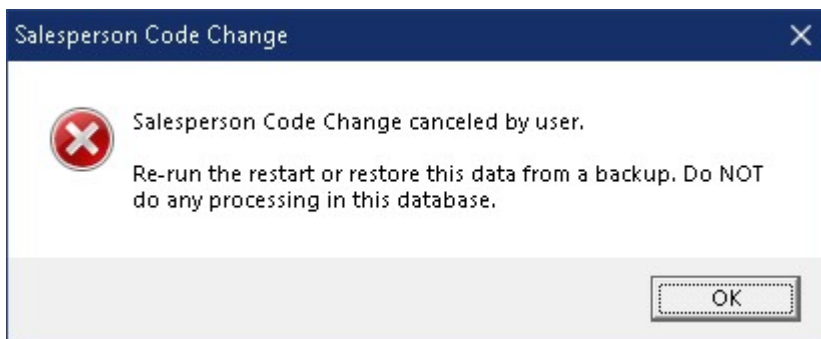 Salesperson Code Change
Salesperson Code Change canceled by user.
Re-run the restart or restore this data from a backup. Do NOT
do any processing in this database.
OK